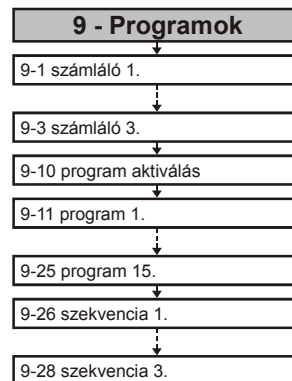 9 - Programok
9-1 számláló 1.
9-3 számláló 3.
9-10 program aktiválás
9-11 program 1.
9-25 program 15.
9-26 szekvencia 1.
9-28 szekvencia 3.